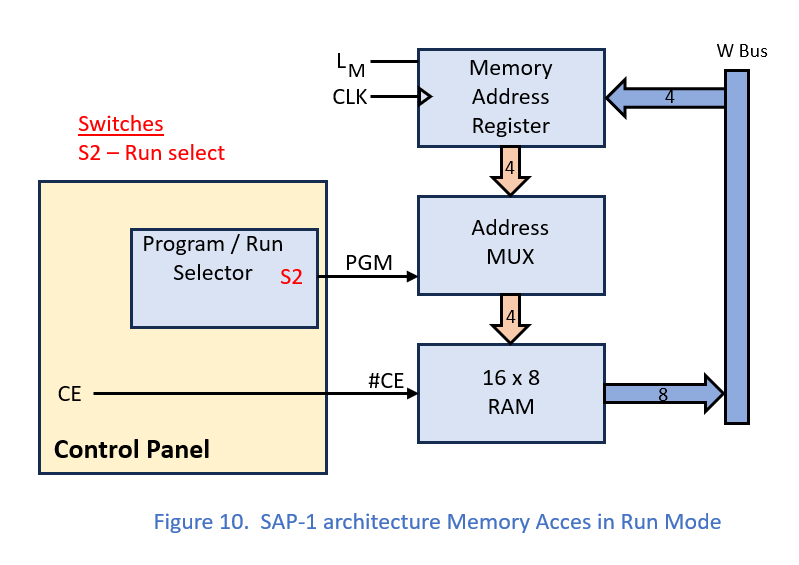 W Bus
L M
CLK
Memory
Address
Register
4
Switches
S2 – Run select
4
Program / Run
Selector
S2
PGM
Address
MUX
4
CE
#CE
16 x 8
RAM
8
Control Panel
Figure 10. SAP-1 architecture Memory Acces in Run Mode